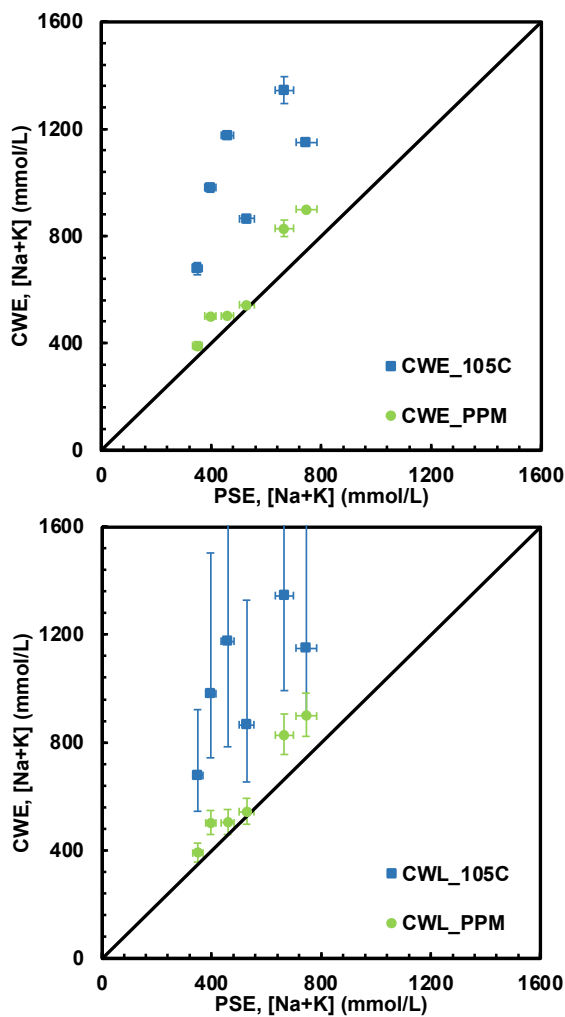 1600
1200
800
400
0
CWE, [Na+K] (mmol/L)
CWE_105C
CWE_PPM
0
400
800
1200
1600
PSE, [Na+K] (mmol/L)
1600
1200
800
400
0
CWE, [Na+K] (mmol/L)
CWL_105C
CWL_PPM
0
400
800
1200
1600
PSE, [Na+K] (mmol/L)